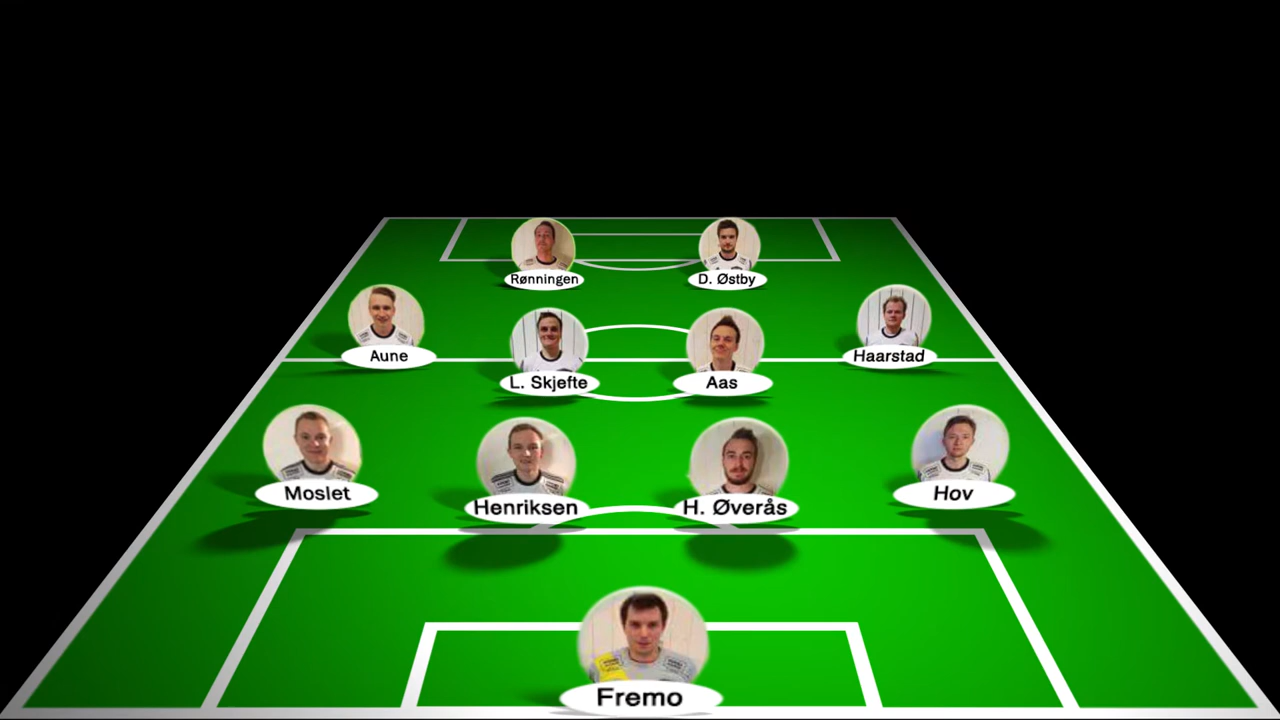 Rønningen
D. Østby
Aune
L. Skjefte
Aas
Haarstad
Moslet
Henriksen
H. Øverås
Hov
Fremo